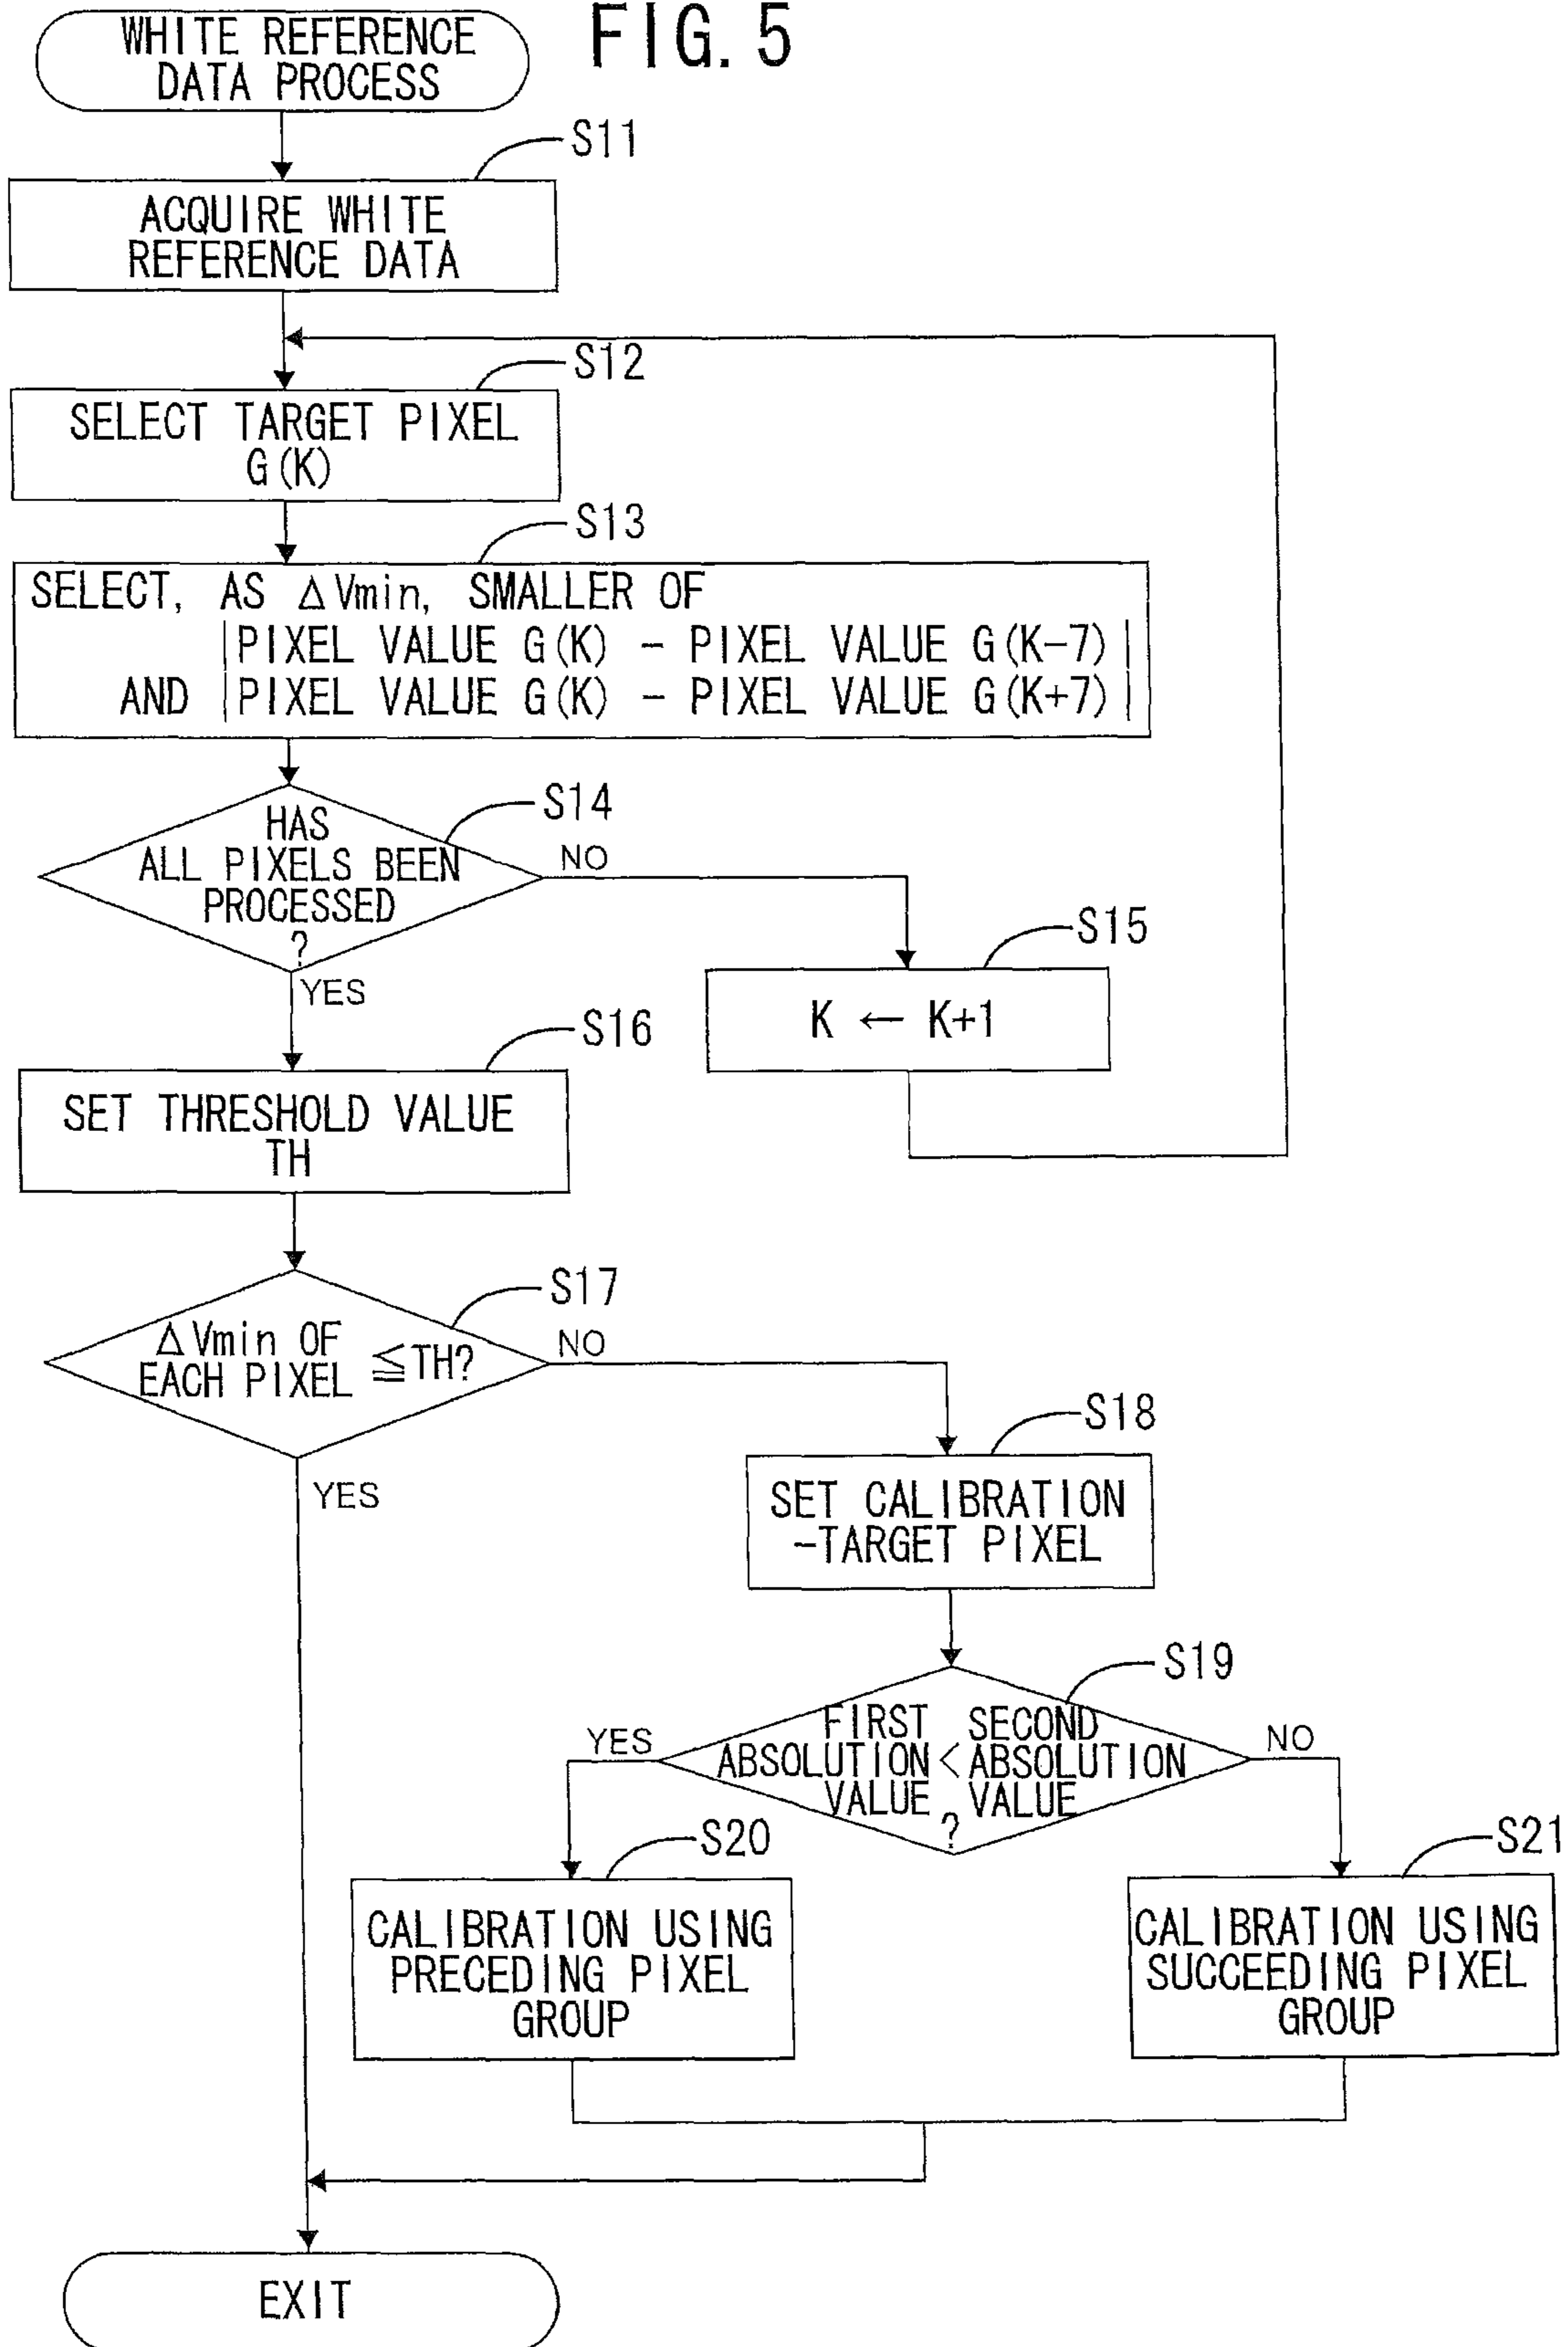 FIG. 5
WHITE REFERENCE
DATA PROCESS
S11
ACQUIRE WHITE
REFERENCE DATA
S12
SELECT TARGET PIXEL
G(K)
S13
SELECT, AS ΔVmin, SMALLER OF
|PIXEL VALUE G(K) - PIXEL VALUE G(K-7)|
AND |PIXEL VALUE G(K) - PIXEL VALUE G(K+7)|
S14
HAS
ALL PIXELS BEEN
PROCESSED
?
NO
YES
S15
K ← K+1
S16
SET THRESHOLD VALUE
TH
S17
ΔVmin OF
EACH PIXEL ≦TH?
NO
YES
S18
SET CALIBRATION
-TARGET PIXEL
S19
FIRST SECOND
ABSOLUTION < ABSOLUTION
VALUE VALUE
?
YES
NO
S20
CALIBRATION USING
PRECEDING PIXEL
GROUP
S21
CALIBRATION USING
SUCCEEDING PIXEL
GROUP
EXIT